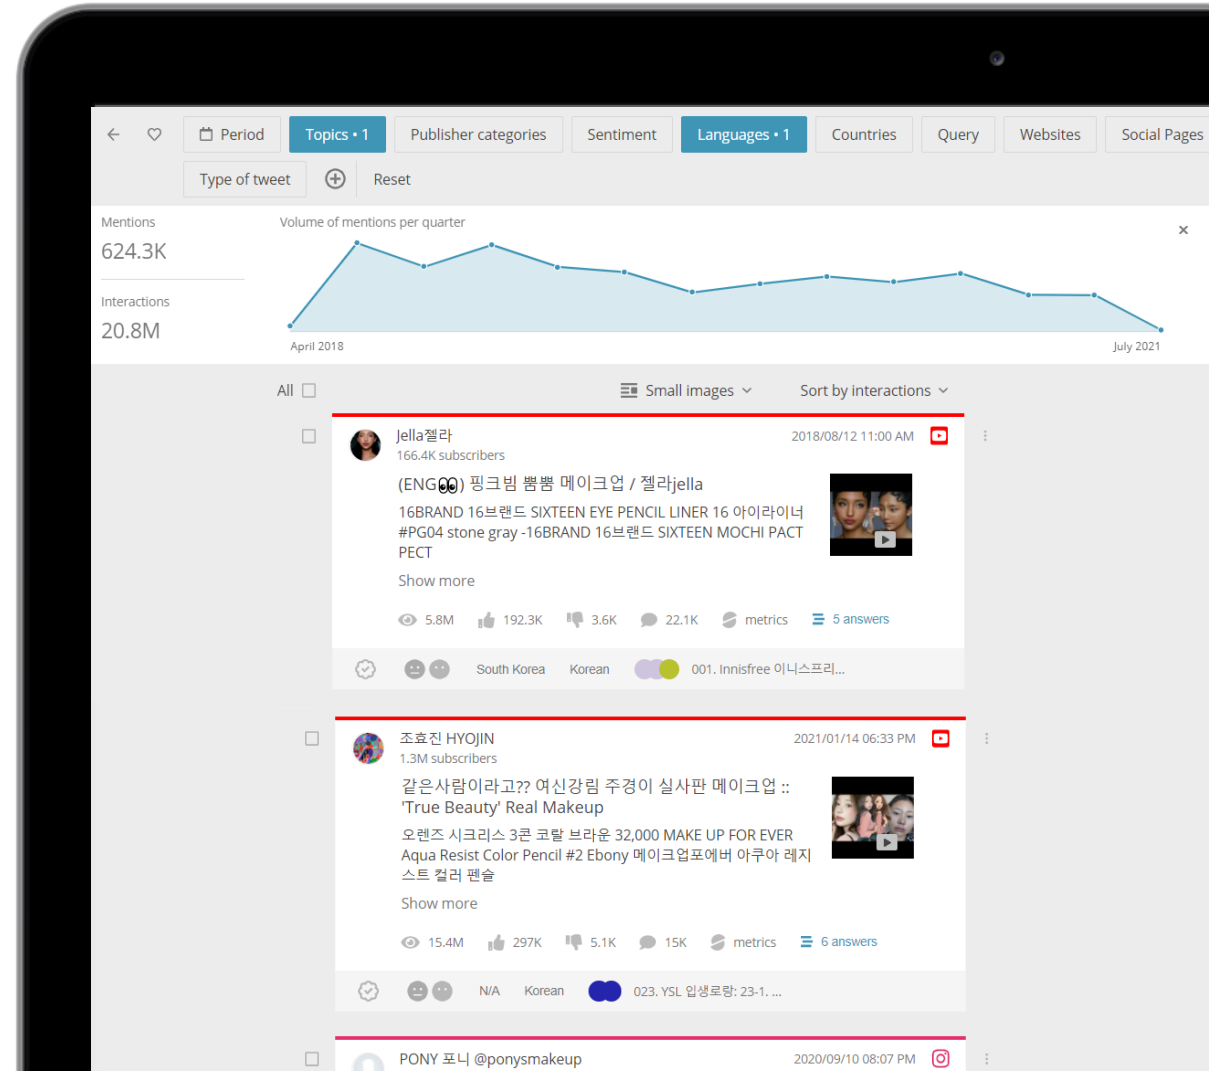 Period
Topics • 1
Publisher categories
Sentiment
Languages • 1
Countries
Query
Websites
Social Pages
Type of tweet
Reset
Mentions
624.3K
Interactions
20.8M
Volume of mentions per quarter
April 2018
July 2021
All
Small images
Sort by interactions
Jella젤라
2018/08/12 11:00 AM
166.4K subscribers
(ENG👀) 핑크빔 뿜뿜 메이크업 / 젤라jella
16BRAND 16브랜드 SIXTEEN EYE PENCIL LINER 16 아이라이너
#PG04 stone gray -16BRAND 16브랜드 SIXTEEN MOCHI PACT
PECT
Show more
5.8M
192.3K
3.6K
22.1K
metrics
5 answers
South Korea
Korean
001. Innisfree 이니스프리...
조효진 HYOJIN
2021/01/14 06:33 PM
1.3M subscribers
같은사람이라고?? 여신강림 주경이 실사판 메이크업 ::
'True Beauty' Real Makeup
오렌즈 시크리스 3콘 코랄 브라운 32,000 MAKE UP FOR EVER
Aqua Resist Color Pencil #2 Ebony 메이크업포에버 아쿠아 레지
스트 컬러 펜슬
Show more
15.4M
297K
5.1K
15K
metrics
6 answers
N/A
Korean
023. YSL 입생로랑: 23-1. ...
PONY 포니 @ponysmakeup
2020/09/10 08:07 PM